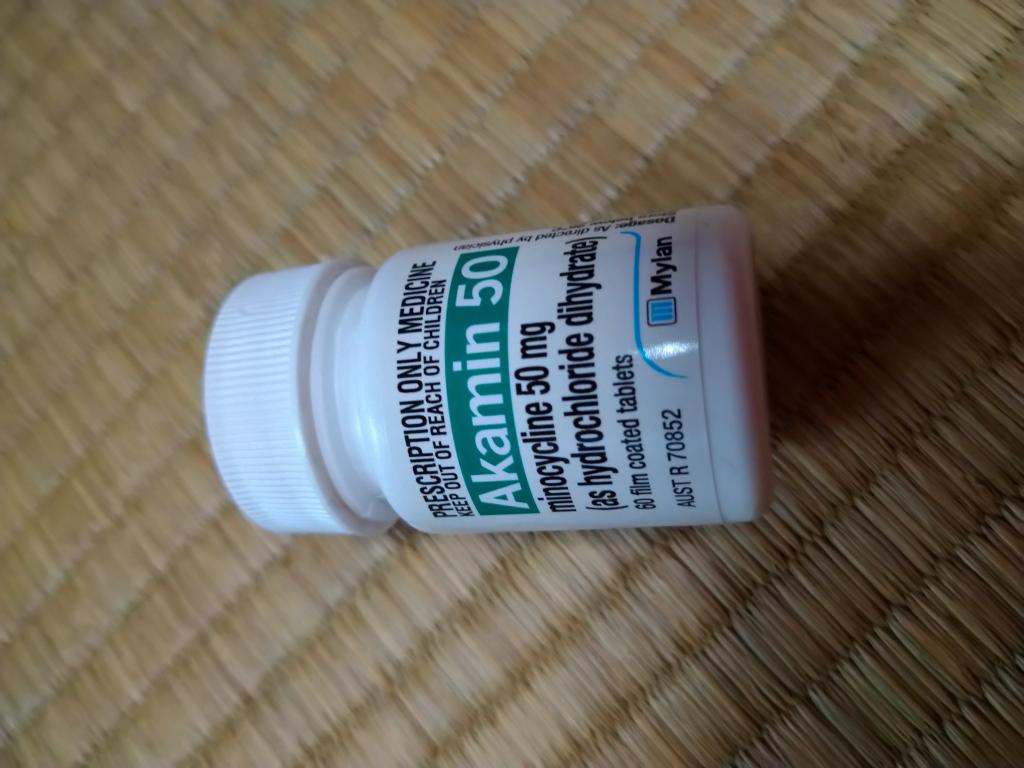 PRESCRIPTION ONLY MEDICINE
KEEP OUT OF REACH OF CHILDREN
Akamin 50
minocycline 50 mg
(as hydrochloride dihydrate)
60 film coated tablets
AUST R 70852
Mylan
Dosage: As directed by physician